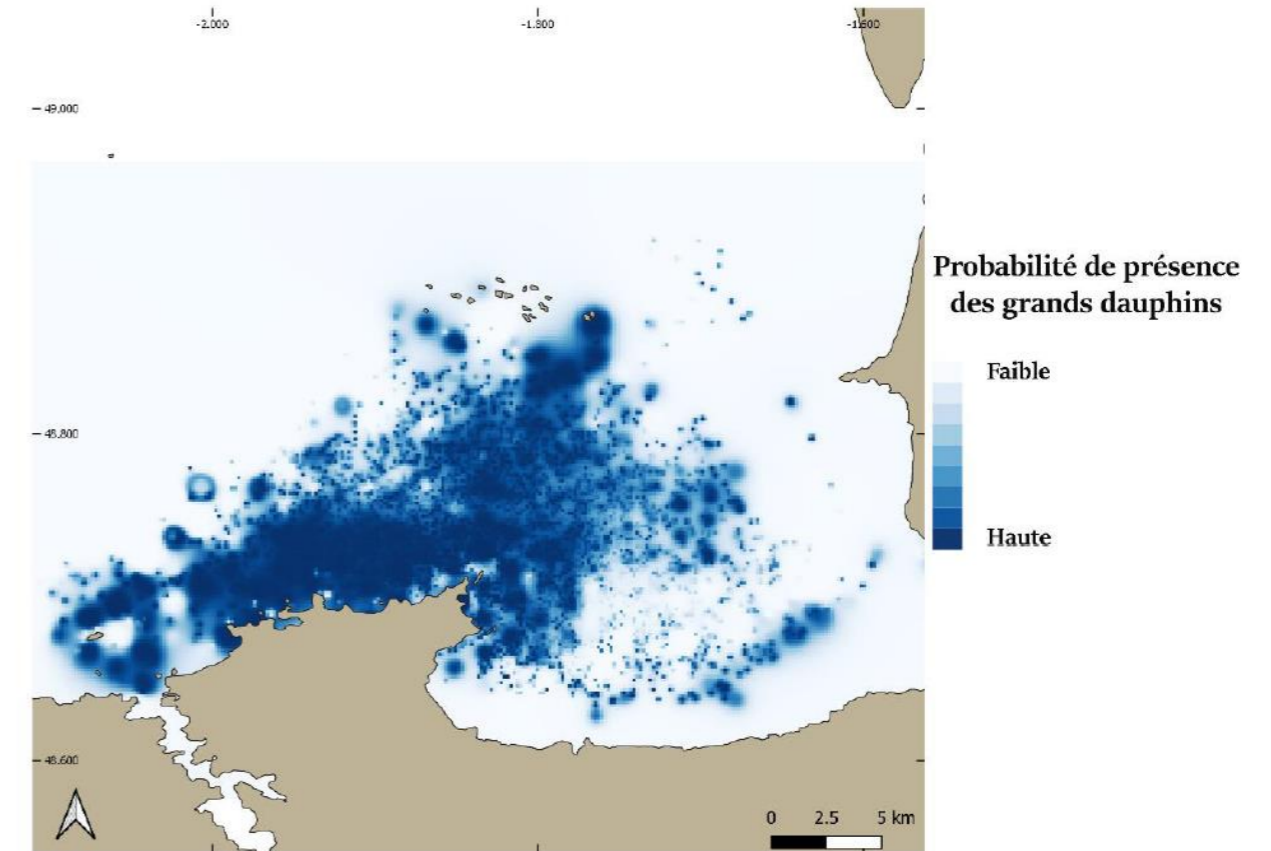 -2.000
-1.800
-1.600
49.000
Probabilité de présence
des grands dauphins
Faible
48.800
Haute
48.600
0 2.5 5 km